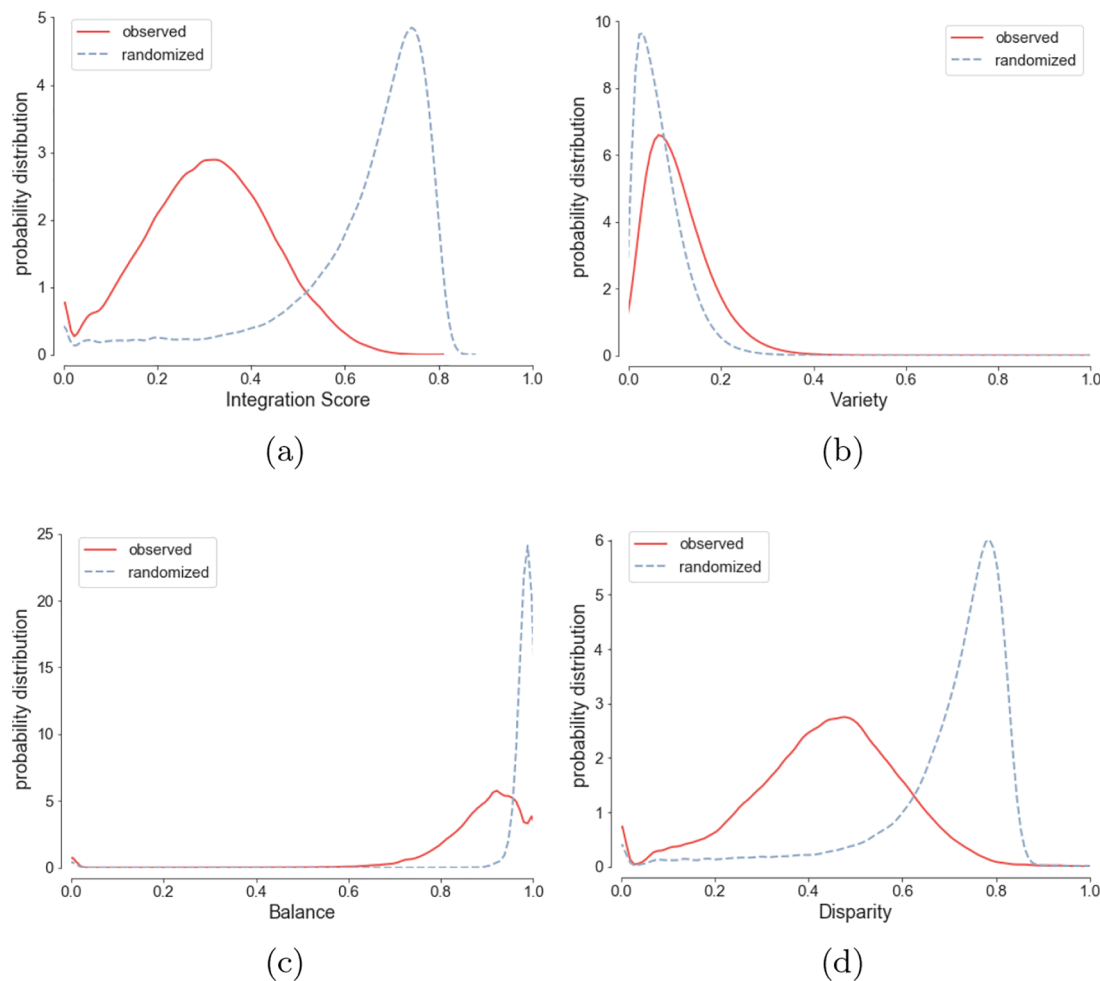 5
observed
randomized
4
3
2
1
0
probability distribution
0.0 0.2 0.4 0.6 0.8 1.0
Integration Score
(a)
10
observed
randomized
8
6
4
2
0
probability distribution
0.0 0.2 0.4 0.6 0.8 1.0
Variety
(b)
25
observed
randomized
20
15
10
5
0
probability distribution
0.0 0.2 0.4 0.6 0.8 1.0
Balance
(c)
6
observed
randomized
5
4
3
2
1
0
probability distribution
0.0 0.2 0.4 0.6 0.8 1.0
Disparity
(d)